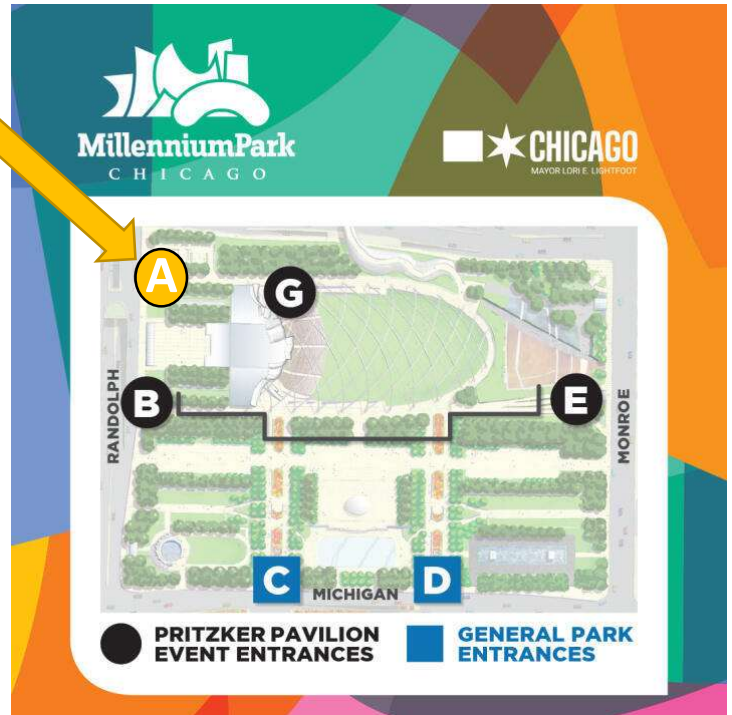 MillenniumPark
CHICAGO
CHICAGO
MAYOR LORI E. LIGHTFOOT
A
G
B
E
RANDOLPH
MONROE
C
MICHIGAN
D
PRITZKER PAVILION
EVENT ENTRANCES
GENERAL PARK
ENTRANCES